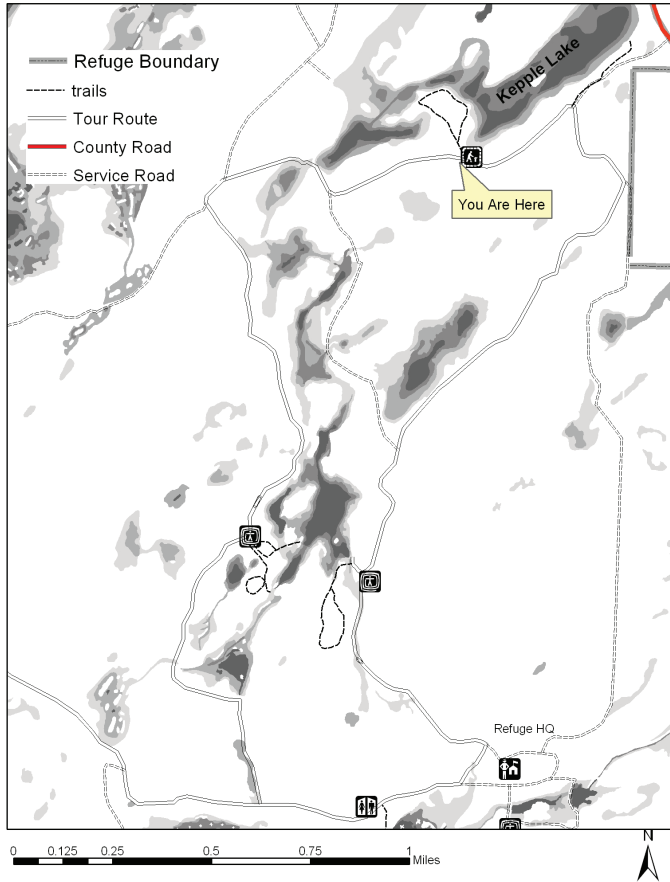 Kepple Lake
Refuge Boundary
trails
Tour Route
County Road
Service Road
You Are Here
Refuge HQ
N
0 0.125 0.25 0.5 0.75 1
Miles